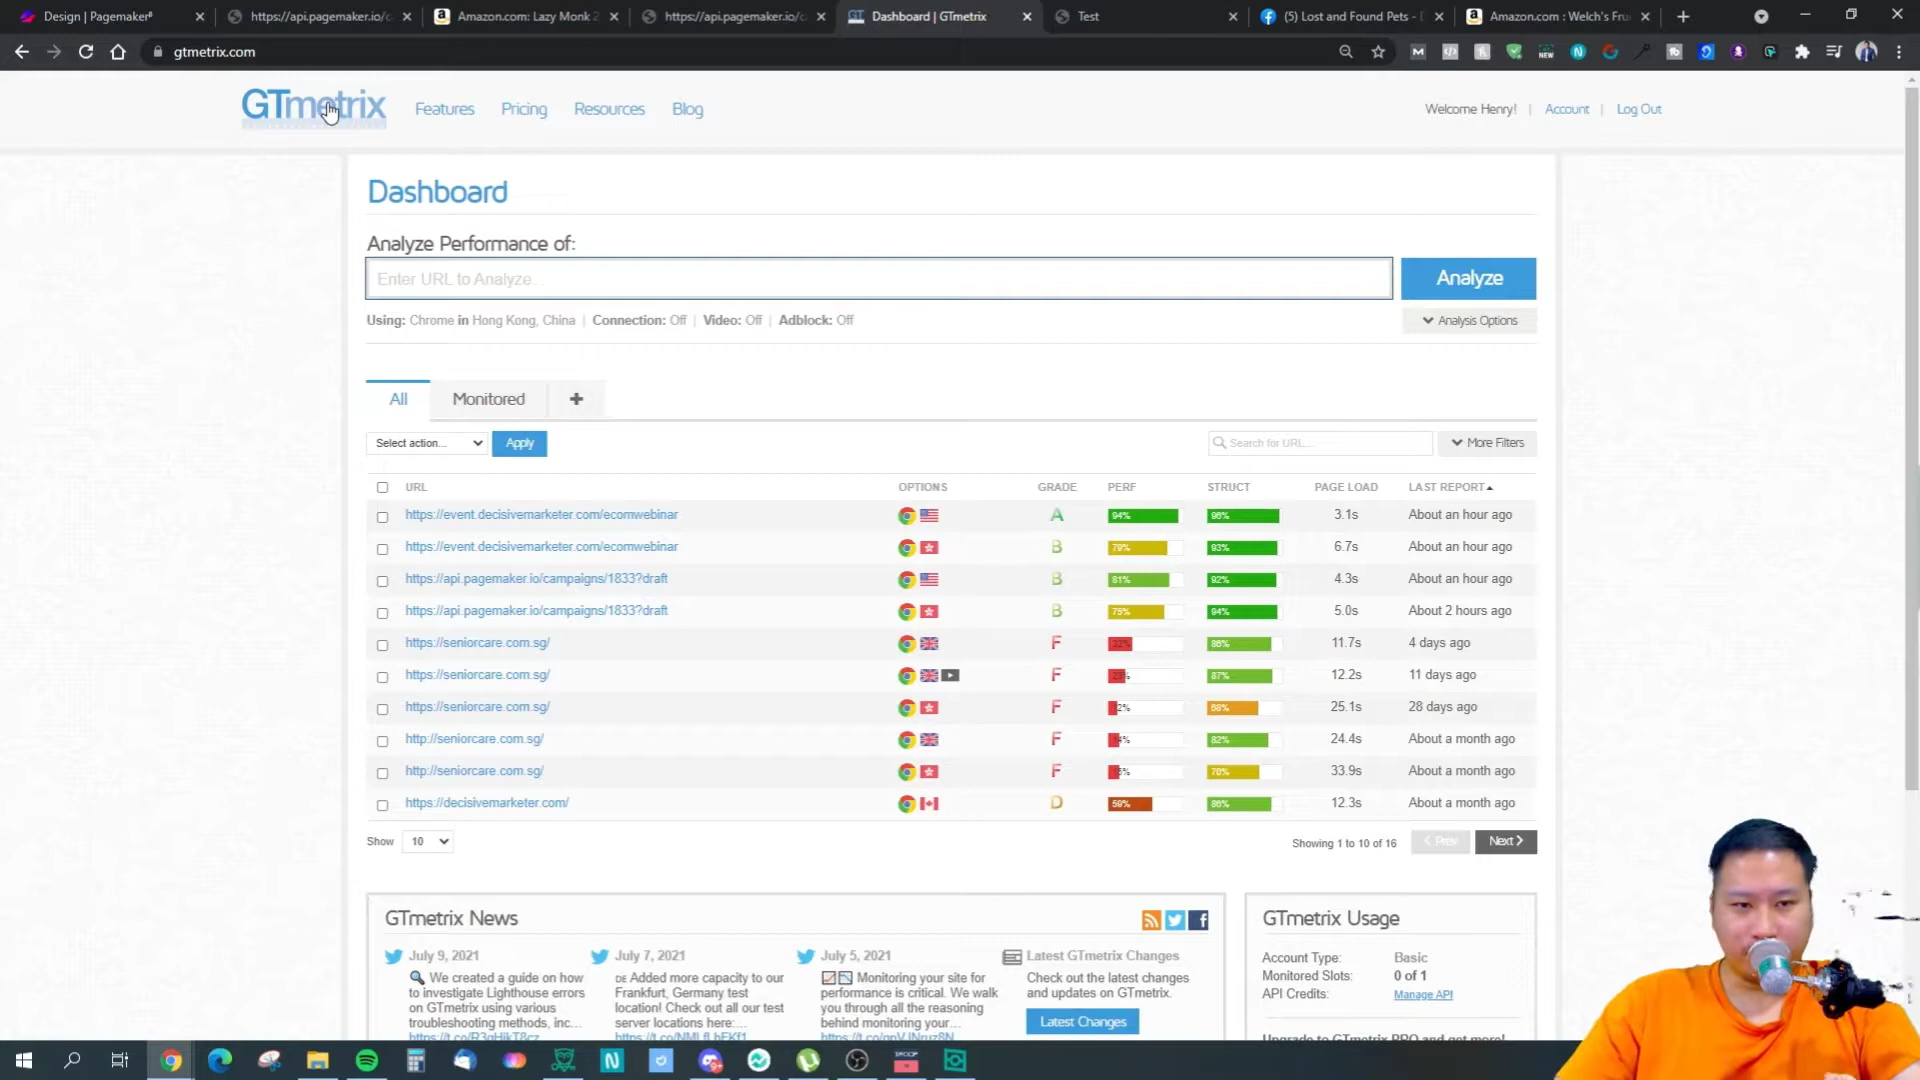 Design | Pagemaker®
https://api.pagemaker.io/c
Amazon.com: Lazy Monk 2
https://api.pagemaker.io/c
Dashboard | GTmetrix
Test
(5) Lost and Found Pets -
Amazon.com : Welch's Fru
gtmetrix.com
GTmetrix
Features
Pricing
Resources
Blog
Welcome Henry! | Account | Log Out
Dashboard
Analyze Performance of:
Enter URL to Analyze...
Analyze
Using: Chrome in Hong Kong, China | Connection: Off | Video: Off | Adblock: Off
Analysis Options
All
Monitored
+
Select action...
Apply
Search for URL...
More Filters
URL OPTIONS GRADE PERF STRUCT PAGE LOAD LAST REPORT
https://event.decisivemarketer.com/ecomwebinar A 94% 98% 3.1s About an hour ago
https://event.decisivemarketer.com/ecomwebinar B 79% 93% 6.7s About an hour ago
https://api.pagemaker.io/campaigns/1833?draft B 81% 92% 4.3s About an hour ago
https://api.pagemaker.io/campaigns/1833?draft B 75% 94% 5.0s About 2 hours ago
https://seniorcare.com.sg/ F 86% 11.7s 4 days ago
https://seniorcare.com.sg/ F 87% 12.2s 11 days ago
https://seniorcare.com.sg/ F 68% 25.1s 28 days ago
http://seniorcare.com.sg/ F 82% 24.4s About a month ago
http://seniorcare.com.sg/ F 70% 33.9s About a month ago
https://decisivemarketer.com/ D 59% 86% 12.3s About a month ago
Show 10
Showing 1 to 10 of 16
< Prev
Next >
GTmetrix News
July 9, 2021
We created a guide on how
to investigate Lighthouse errors
on GTmetrix using various
troubleshooting methods, inc...
July 7, 2021
DE Added more capacity to our
Frankfurt, Germany test
location! Check out all our test
server locations here:...
July 5, 2021
Monitoring your site for
performance is critical. We walk
you through all the reasoning
behind monitoring your...
Latest GTmetrix Changes
Check out the latest changes
and updates on GTmetrix.
Latest Changes
GTmetrix Usage
Account Type: Basic
Monitored Slots: 0 of 1
API Credits: Manage API
Upgrade to GTmetrix PRO and get more!